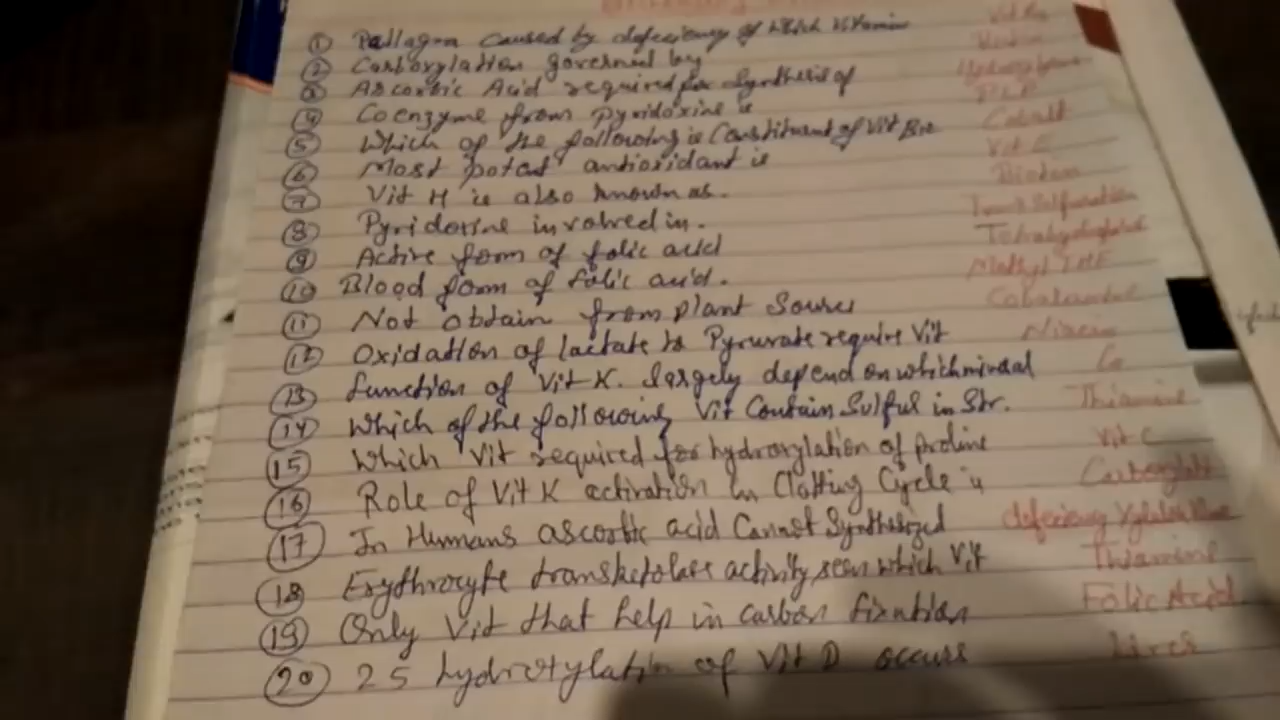 ① Pallagra caused by deficiency of which Vitamin
② Carboxylation governed by
③ Ascorbic Acid required for Synthesis of
④ Coenzyme from pyridoxine is PLP
⑤ Which of the following is Constituent of Vit B12 Cobalt
⑥ Most potent antioxidant is Vit E
⑦ Vit H is also known as. Biotin
⑧ Pyridoxine involved in.
⑨ Active form of folic acid
⑩ Blood form of folic acid. Methyl THF
⑪ Not obtain from plant Source
⑫ Oxidation of lactate to Pyruvate require Vit Niacin
⑬ function of Vit K. largely depend on which mineral Ca
⑭ Which of the following Vit Contain Sulful in Str. Thiamine
⑮ Which Vit required for hydroxylation of proline Vit C
⑯ Role of Vit K activation in Clotting Cycle is
⑰ In Humans ascorbic acid Cannot Synthesized deficiency
⑱ Erythrocyte transketolase activity seen which Vit Thiamine
⑲ Only Vit that help in carbon fixation Folic Acid
⑳ 25 hydroxylation of Vit D occurs